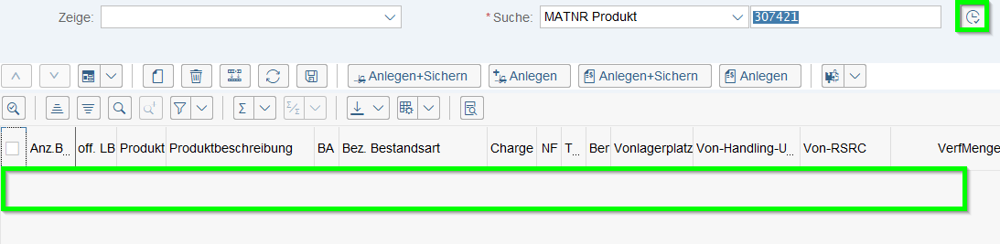 Zeige: * Suche: MATNR Produkt 307421
Anlegen+Sichern Anlegen Anlegen+Sichern Anlegen
Anz.B... off. LB Produkt Produktbeschreibung BA Bez. Bestandsart Charge NF T... Ber Vonlagerplatz Von-Handling-U... Von-RSRC VerfMenge